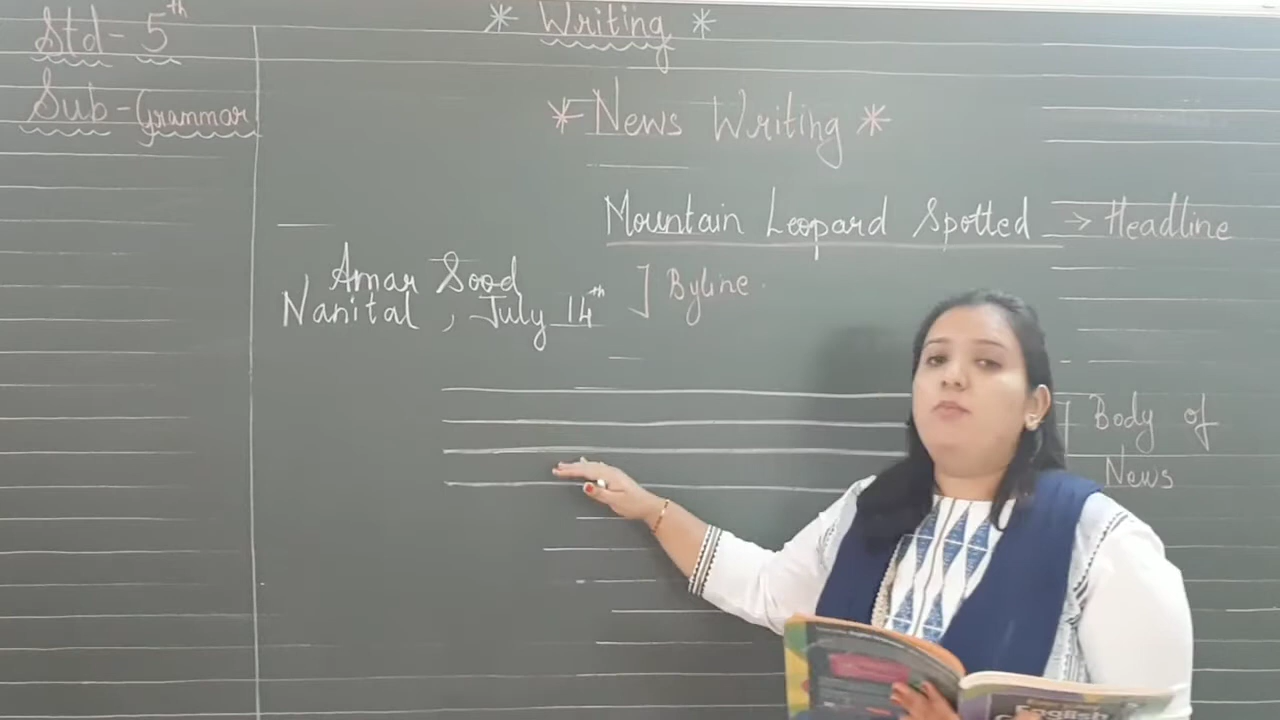 Std- 5th
Sub-Grammar
* Writing *
* News Writing *
Mountain Leopard Spotted → Headline
Amar Sood
Nanital, July 14th ] Byline.
] Body of
News
English